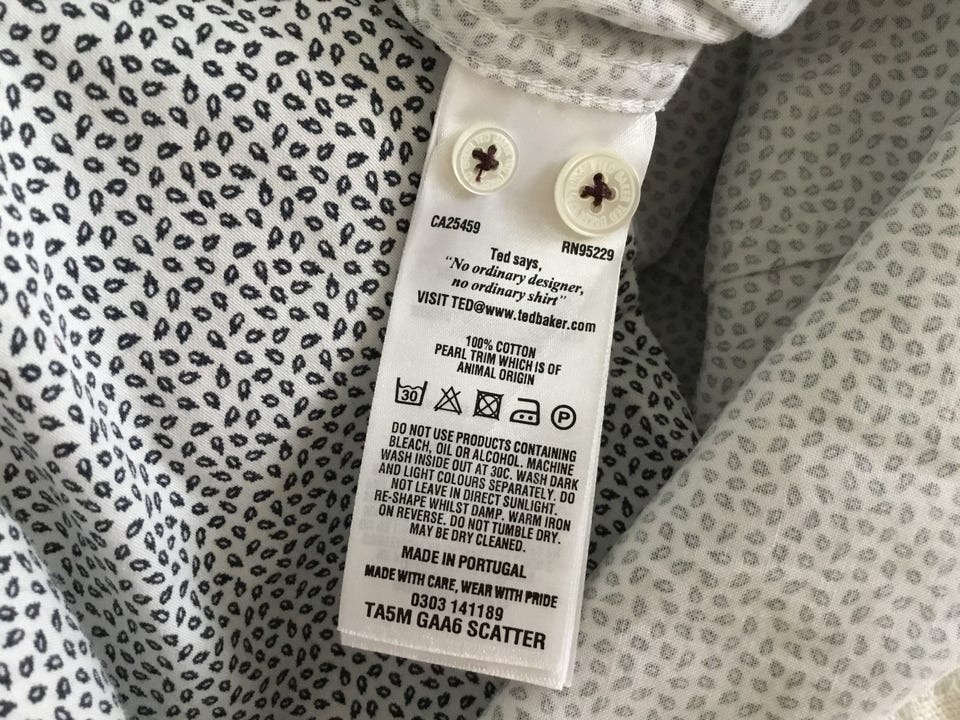 CA25459
RN95229
Ted says,
"No ordinary designer,
no ordinary shirt"
VISIT TED@www.tedbaker.com
100% COTTON
PEARL TRIM WHICH IS OF
ANIMAL ORIGIN
30
P
DO NOT USE PRODUCTS CONTAINING
BLEACH, OIL OR ALCOHOL. MACHINE
WASH INSIDE OUT AT 30C. WASH DARK
AND LIGHT COLOURS SEPARATELY. DO
NOT LEAVE IN DIRECT SUNLIGHT.
RE-SHAPE WHILST DAMP. WARM IRON
ON REVERSE. DO NOT TUMBLE DRY.
MAY BE DRY CLEANED.
MADE IN PORTUGAL
MADE WITH CARE, WEAR WITH PRIDE
0303 141189
TA5M GAA6 SCATTER